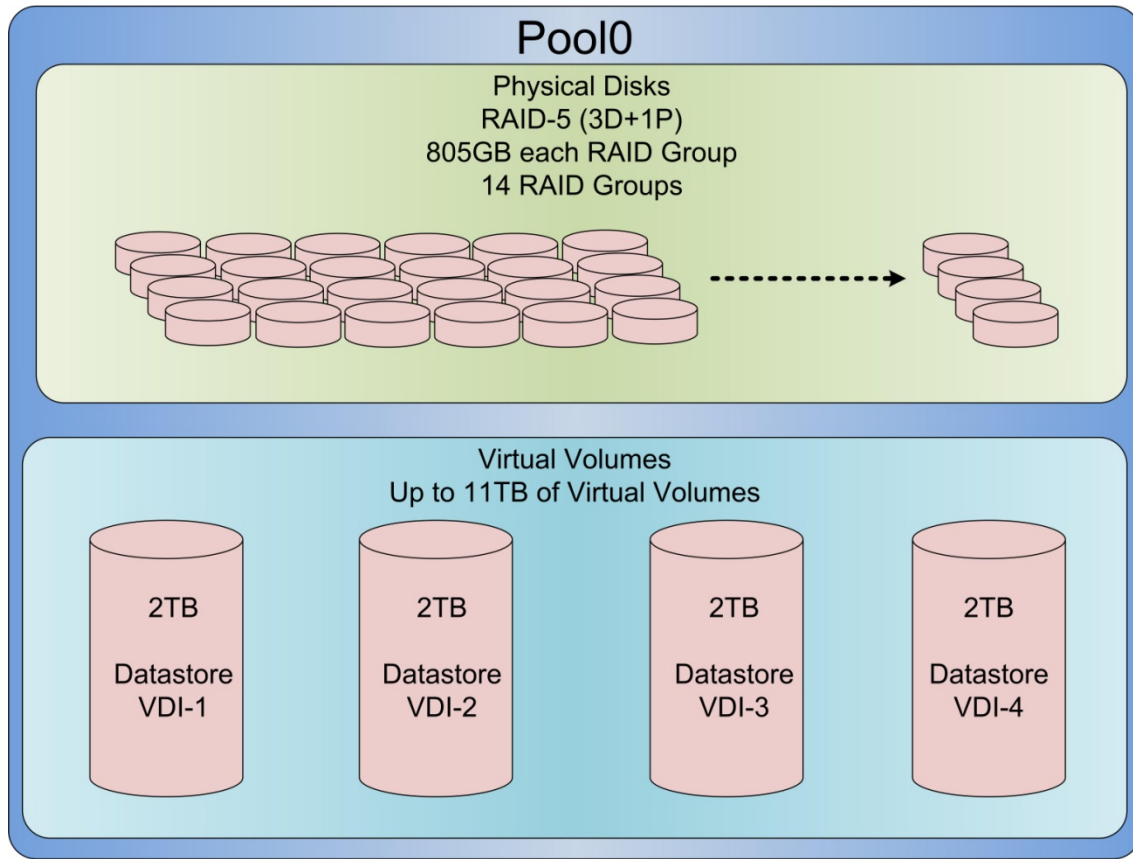 Pool0
Physical Disks
RAID-5 (3D+1P)
805GB each RAID Group
14 RAID Groups
Virtual Volumes
Up to 11TB of Virtual Volumes
2TB
Datastore
VDI-1
2TB
Datastore
VDI-2
2TB
Datastore
VDI-3
2TB
Datastore
VDI-4